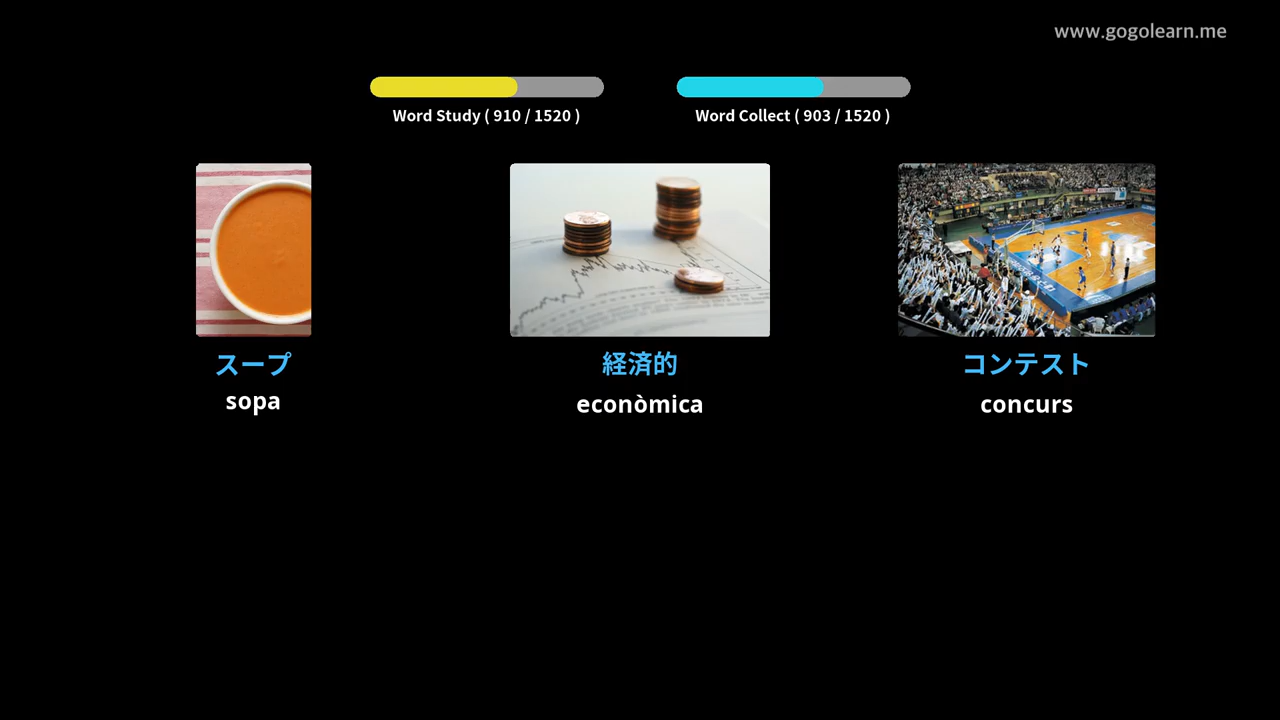 www.gogolearn.me
Word Study ( 910 / 1520 )
Word Collect ( 903 / 1520 )
スープ
経済的
コンテスト
sopa
econòmica
concurs